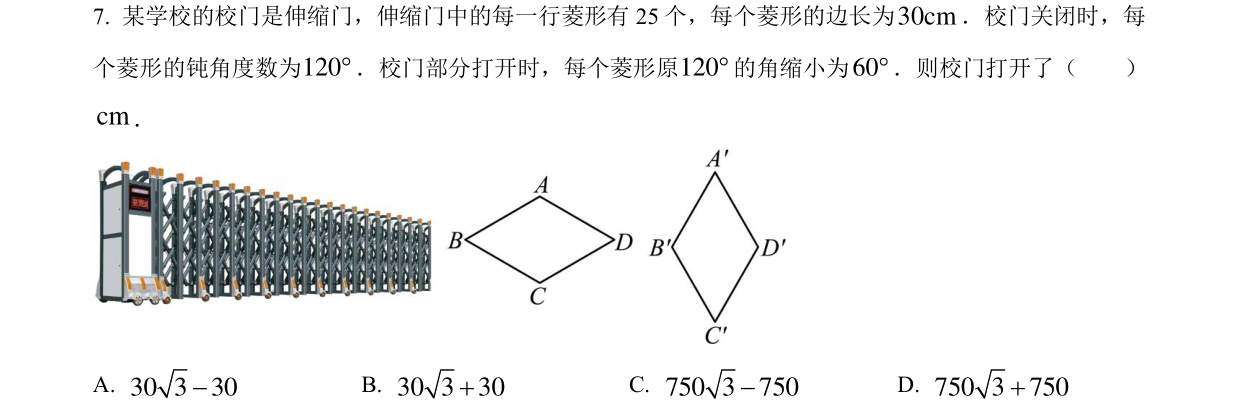 7. 某学校的校门是伸缩门，伸缩门中的每一行菱形有 25 个，每个菱形的边长为30cm．校门关闭时，每
个菱形的钝角度数为120°．校门部分打开时，每个菱形原120°的角缩小为60°．则校门打开了（　　）
cm．
A
B
D
C
A'
B'
D'
C'
A. 30√3−30 B. 30√3+30 C. 750√3−750 D. 750√3+750